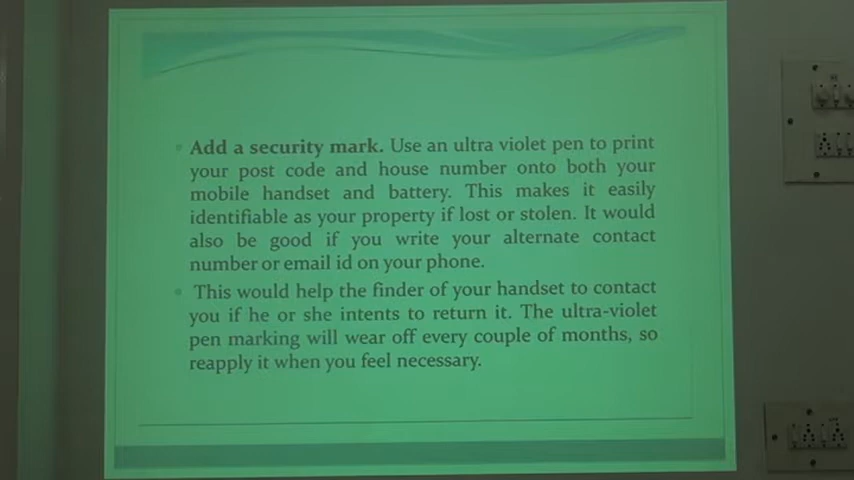 Add a security mark. Use an ultra violet pen to print
your post code and house number onto both your
mobile handset and battery. This makes it easily
identifiable as your property if lost or stolen. It would
also be good if you write your alternate contact
number or email id on your phone.
This would help the finder of your handset to contact
you if he or she intents to return it. The ultra-violet
pen marking will wear off every couple of months, so
reapply it when you feel necessary.